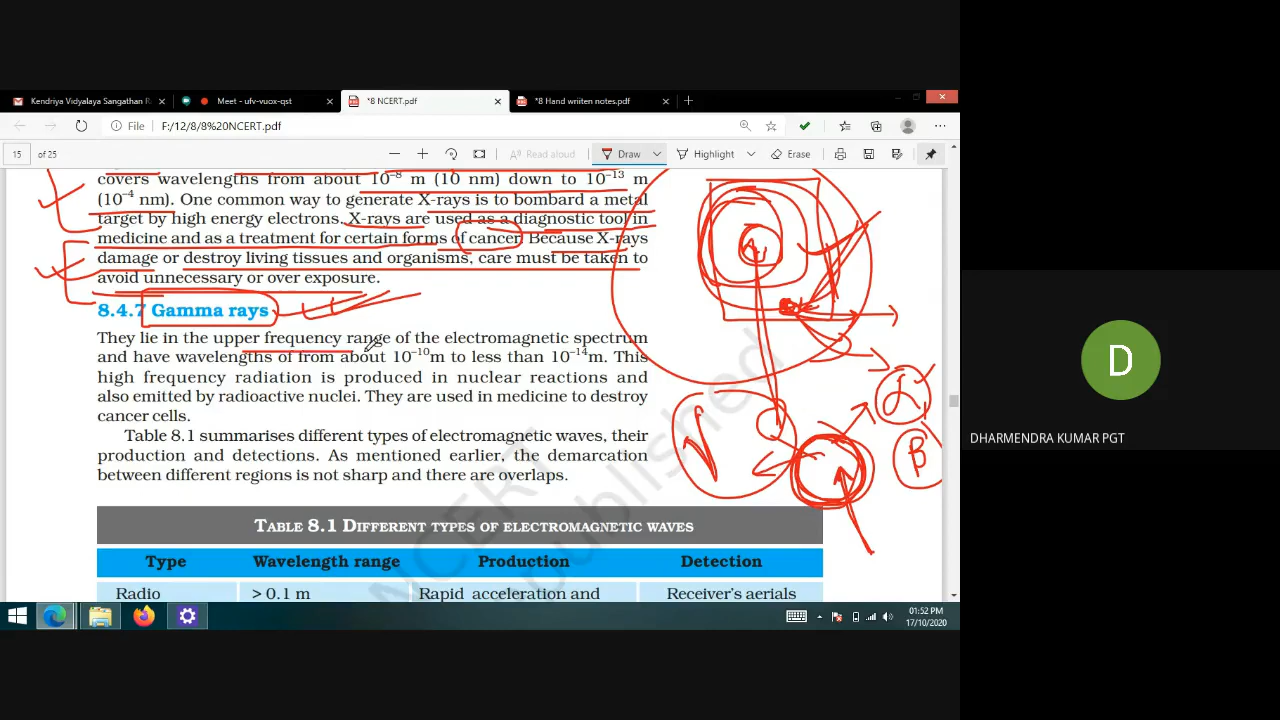 Kendriya Vidyalaya Sangathan R
Meet - ufv-vuox-qst
*8 NCERT.pdf
*8 Hand wriiten notes.pdf
File
F:/12/8/8%20NCERT.pdf
15 of 25
Read aloud
Draw
Highlight
Erase
covers wavelengths from about 10⁻⁸ m (10 nm) down to 10⁻¹³ m
(10⁻⁴ nm). One common way to generate X-rays is to bombard a metal
target by high energy electrons. X-rays are used as a diagnostic tool in
medicine and as a treatment for certain forms of cancer. Because X-rays
damage or destroy living tissues and organisms, care must be taken to
avoid unnecessary or over exposure.
8.4.7 Gamma rays
They lie in the upper frequency range of the electromagnetic spectrum
and have wavelengths of from about 10⁻¹⁰m to less than 10⁻¹⁴m. This
high frequency radiation is produced in nuclear reactions and
also emitted by radioactive nuclei. They are used in medicine to destroy
cancer cells.
Table 8.1 summarises different types of electromagnetic waves, their
production and detections. As mentioned earlier, the demarcation
between different regions is not sharp and there are overlaps.
NCERT
published
α
β
TABLE 8.1 DIFFERENT TYPES OF ELECTROMAGNETIC WAVES
Type Wavelength range Production Detection
Radio > 0.1 m Rapid acceleration and Receiver's aerials
01:52 PM
17/10/2020
D
DHARMENDRA KUMAR PGT